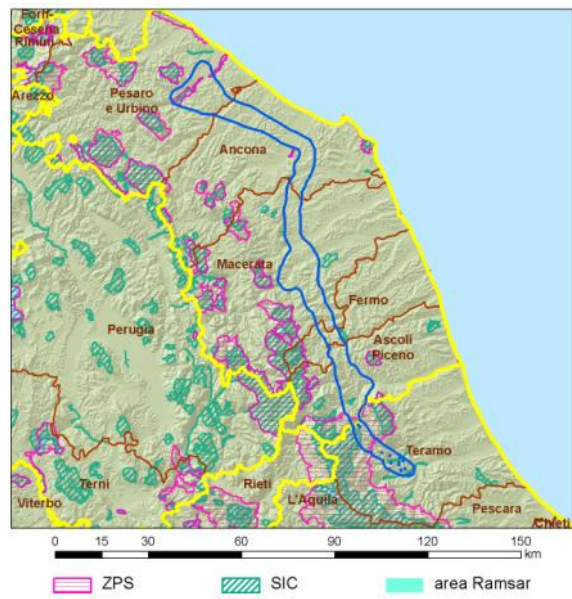 Forlì-
Cesena
Rimini
Arezzo
Pesaro
e Urbino
Ancona
Macerata
Fermo
Perugia
Ascoli
Piceno
Teramo
Terni
Rieti
Viterbo
L'Aquila
Pescara
Chieti
0 15 30 60 90 120 150
km
ZPS SIC area Ramsar